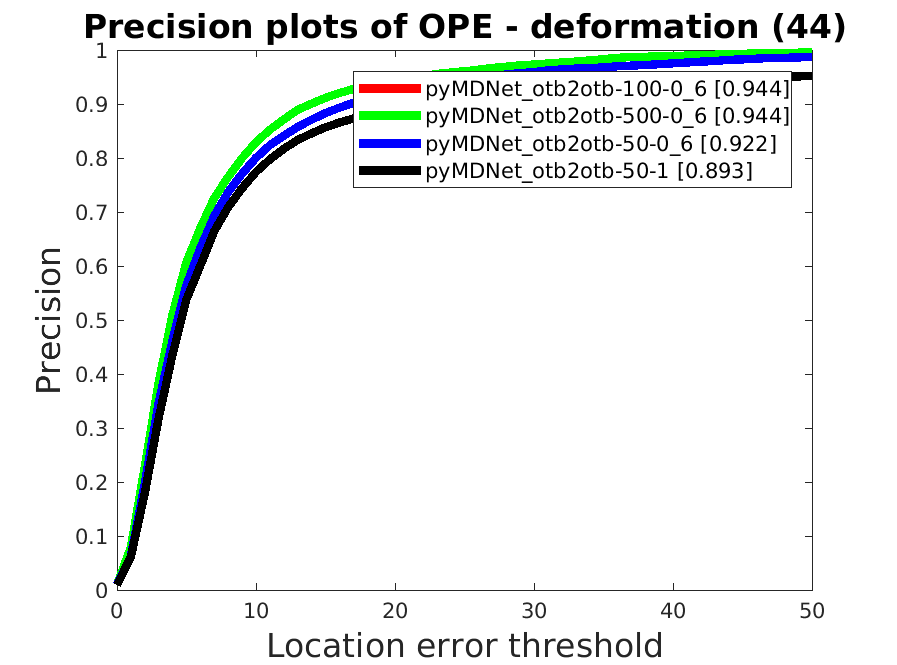 Precision plots of OPE - deformation (44)
1
0.9
0.8
0.7
0.6
0.5
0.4
0.3
0.2
0.1
0
Precision
pyMDNet_otb2otb-100-0_6 [0.944]
pyMDNet_otb2otb-500-0_6 [0.944]
pyMDNet_otb2otb-50-0_6 [0.922]
pyMDNet_otb2otb-50-1 [0.893]
0 10 20 30 40 50
Location error threshold